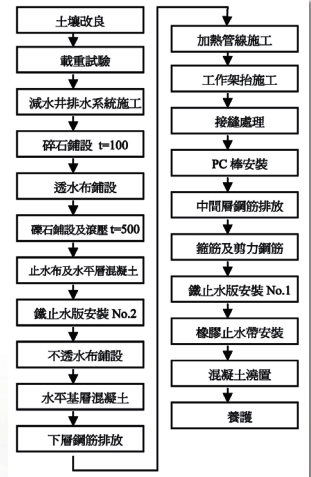 土壤改良
載重試驗
減水井排水系統施工
碎石鋪設 t=100
透水布鋪設
礫石鋪設及滾壓t=500
止水布及水平層混凝土
鐵止水版安裝 No.2
不透水布鋪設
水平基層混凝土
下層鋼筋排放
加熱管線施工
工作架抬施工
接縫處理
PC 棒安裝
中間層鋼筋排放
箍筋及剪力鋼筋
鐵止水版安裝 No.1
橡膠止水帶安裝
混凝土澆置
養護